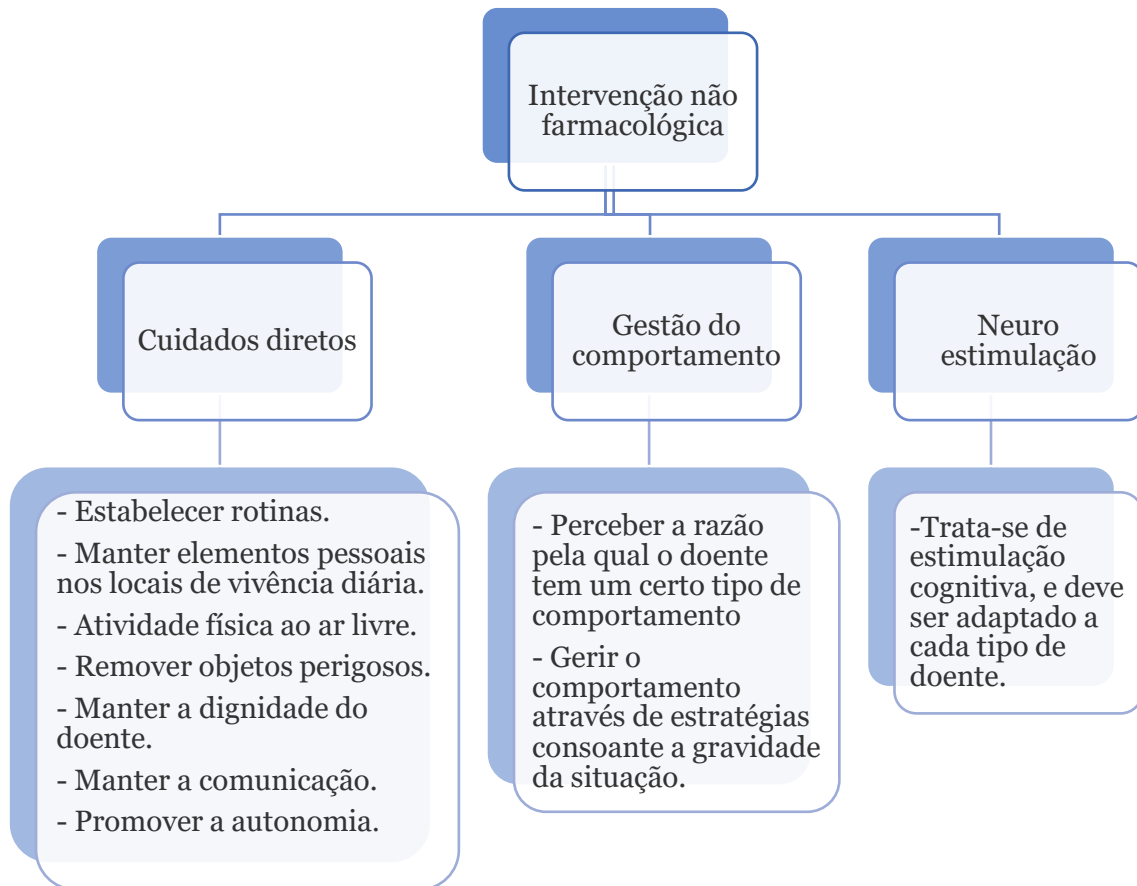 Intervenção não
farmacológica
Cuidados diretos
Gestão do
comportamento
Neuro
estimulação
- Estabelecer rotinas.
- Manter elementos pessoais
nos locais de vivência diária.
- Atividade física ao ar livre.
- Remover objetos perigosos.
- Manter a dignidade do
doente.
- Manter a comunicação.
- Promover a autonomia.
- Perceber a razão
pela qual o doente
tem um certo tipo de
comportamento
- Gerir o
comportamento
através de estratégias
consoante a gravidade
da situação.
-Trata-se de
estimulação
cognitiva, e deve
ser adaptado a
cada tipo de
doente.